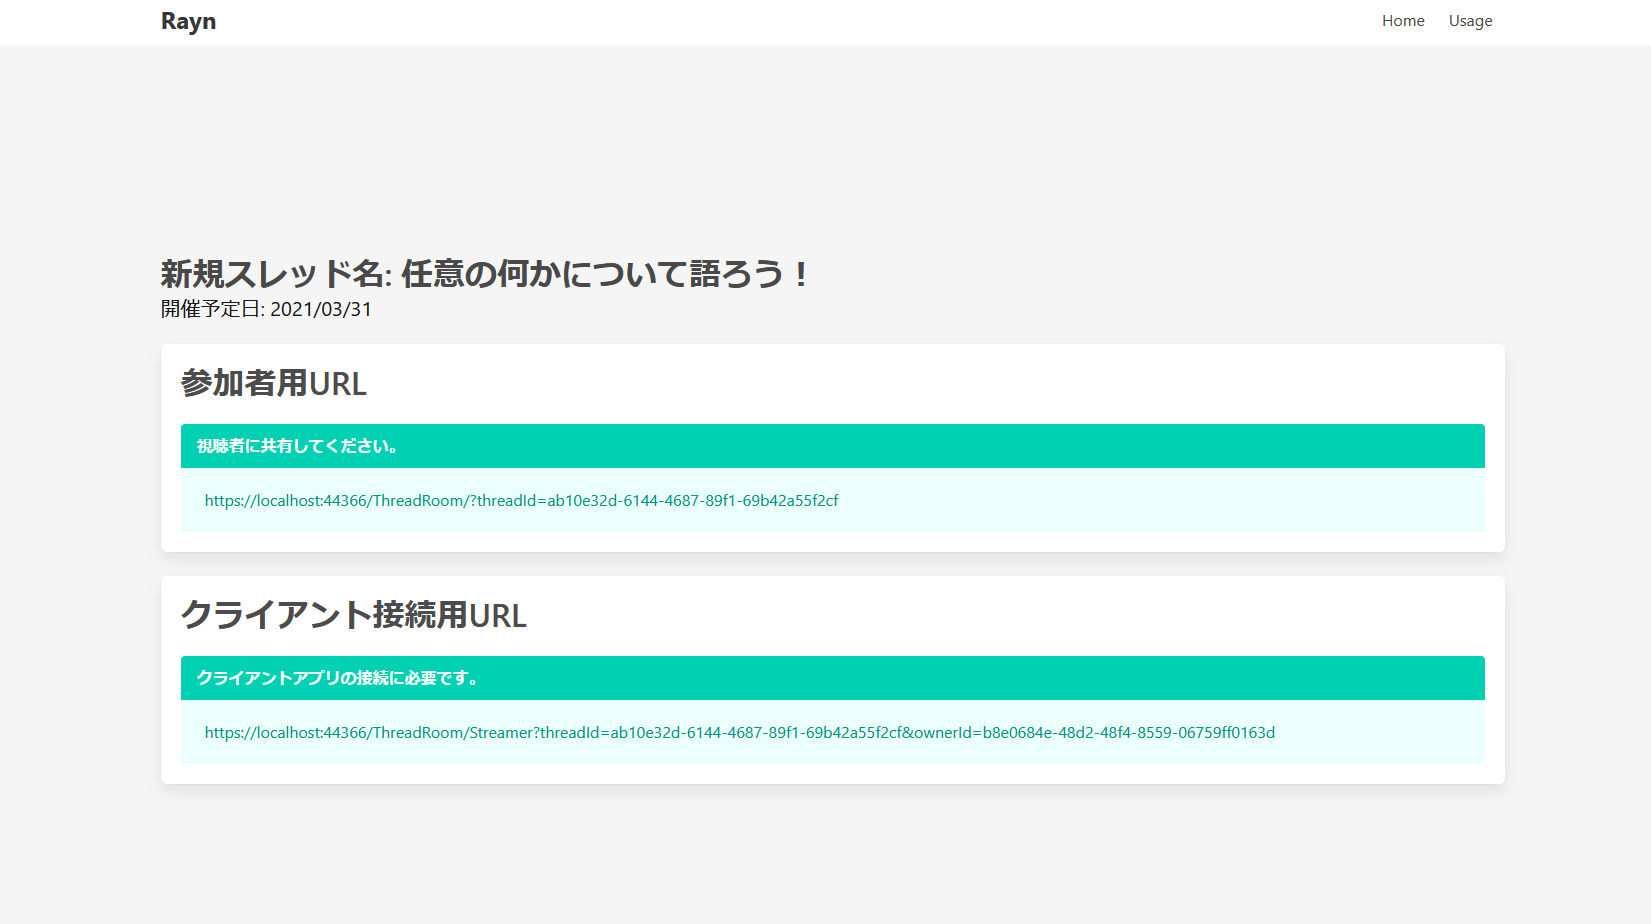 Rayn
Home Usage
新規スレッド名: 任意の何かについて語ろう！
開催予定日: 2021/03/31
参加者用URL
視聴者に共有してください。
https://localhost:44366/ThreadRoom/?threadId=ab10e32d-6144-4687-89f1-69b42a55f2cf
クライアント接続用URL
クライアントアプリの接続に必要です。
https://localhost:44366/ThreadRoom/Streamer?threadId=ab10e32d-6144-4687-89f1-69b42a55f2cf&ownerId=b8e0684e-48d2-48f4-8559-06759ff0163d